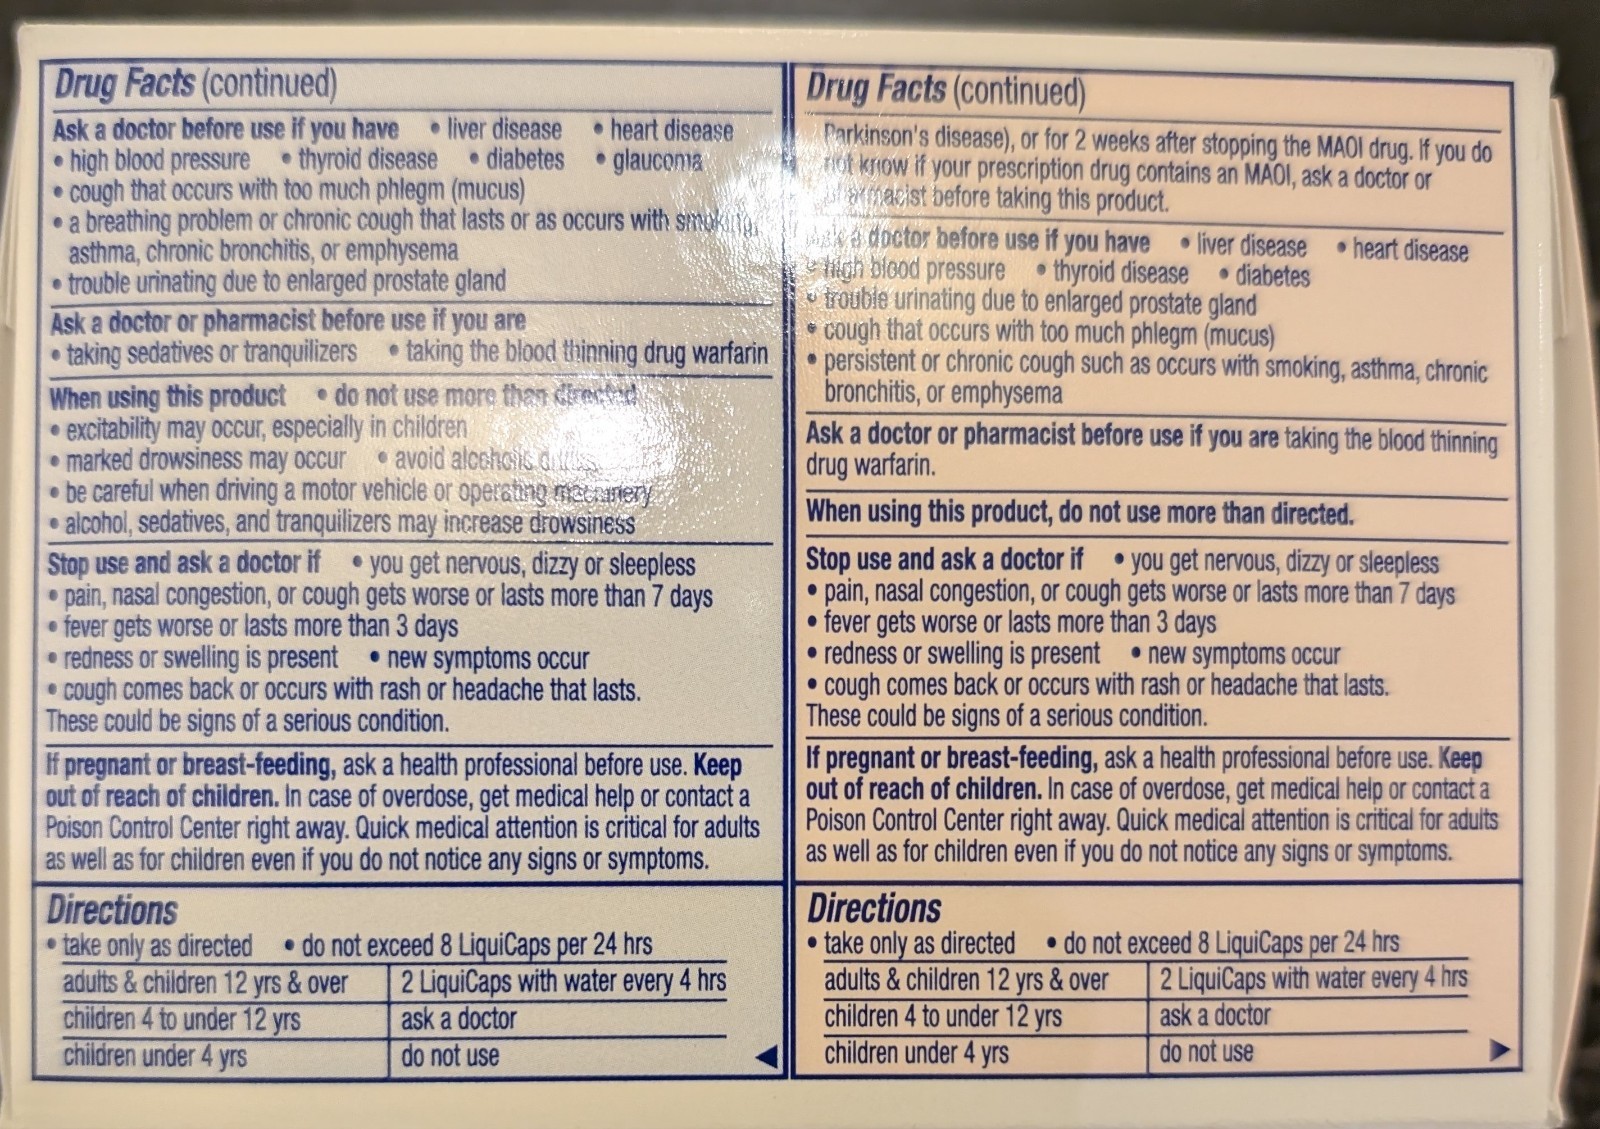 Drug Facts (continued)
Ask a doctor before use if you have • liver disease • heart disease
• high blood pressure • thyroid disease • diabetes • glaucoma
• cough that occurs with too much phlegm (mucus)
• a breathing problem or chronic cough that lasts or as occurs with smoking,
asthma, chronic bronchitis, or emphysema
• trouble urinating due to enlarged prostate gland
Ask a doctor or pharmacist before use if you are
• taking sedatives or tranquilizers • taking the blood thinning drug warfarin
When using this product • do not use more than directed
• excitability may occur, especially in children
• marked drowsiness may occur • avoid alcoholic drinks
• be careful when driving a motor vehicle or operating machinery
• alcohol, sedatives, and tranquilizers may increase drowsiness
Stop use and ask a doctor if • you get nervous, dizzy or sleepless
• pain, nasal congestion, or cough gets worse or lasts more than 7 days
• fever gets worse or lasts more than 3 days
• redness or swelling is present • new symptoms occur
• cough comes back or occurs with rash or headache that lasts.
These could be signs of a serious condition.
If pregnant or breast-feeding, ask a health professional before use. Keep
out of reach of children. In case of overdose, get medical help or contact a
Poison Control Center right away. Quick medical attention is critical for adults
as well as for children even if you do not notice any signs or symptoms.
Directions
• take only as directed • do not exceed 8 LiquiCaps per 24 hrs
adults & children 12 yrs & over 2 LiquiCaps with water every 4 hrs
children 4 to under 12 yrs ask a doctor
children under 4 yrs do not use
Drug Facts (continued)
Parkinson's disease), or for 2 weeks after stopping the MAOI drug. If you do
not know if your prescription drug contains an MAOI, ask a doctor or
pharmacist before taking this product.
Ask a doctor before use if you have • liver disease • heart disease
• high blood pressure • thyroid disease • diabetes
• trouble urinating due to enlarged prostate gland
• cough that occurs with too much phlegm (mucus)
• persistent or chronic cough such as occurs with smoking, asthma, chronic
bronchitis, or emphysema
Ask a doctor or pharmacist before use if you are taking the blood thinning
drug warfarin.
When using this product, do not use more than directed.
Stop use and ask a doctor if • you get nervous, dizzy or sleepless
• pain, nasal congestion, or cough gets worse or lasts more than 7 days
• fever gets worse or lasts more than 3 days
• redness or swelling is present • new symptoms occur
• cough comes back or occurs with rash or headache that lasts.
These could be signs of a serious condition.
If pregnant or breast-feeding, ask a health professional before use. Keep
out of reach of children. In case of overdose, get medical help or contact a
Poison Control Center right away. Quick medical attention is critical for adults
as well as for children even if you do not notice any signs or symptoms.
Directions
• take only as directed • do not exceed 8 LiquiCaps per 24 hrs
adults & children 12 yrs & over 2 LiquiCaps with water every 4 hrs
children 4 to under 12 yrs ask a doctor
children under 4 yrs do not use